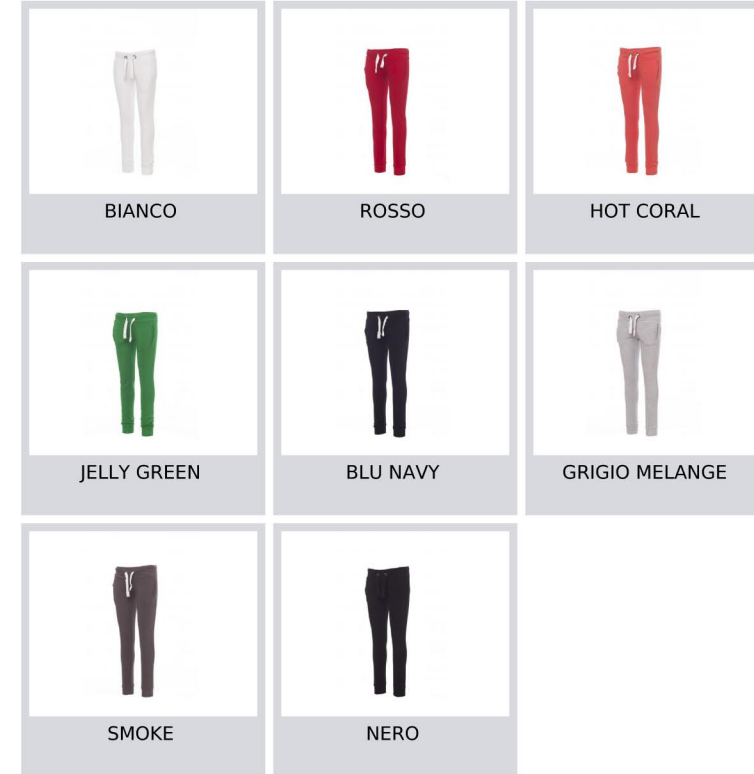 BIANCO
ROSSO
HOT CORAL
JELLY GREEN
BLU NAVY
GRIGIO MELANGE
SMOKE
NERO